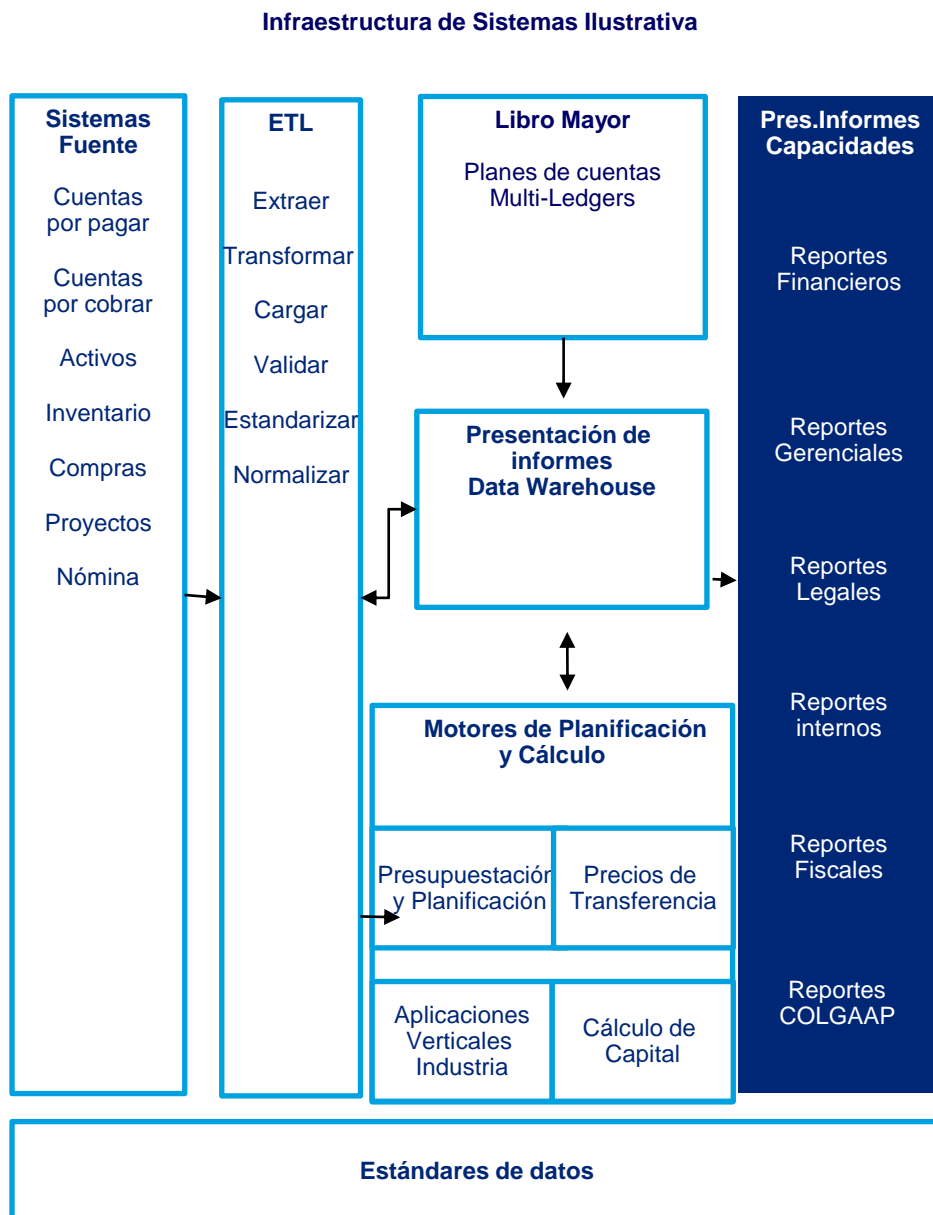 Infraestructura de Sistemas Ilustrativa
Sistemas
Fuente
Cuentas
por pagar
Cuentas
por cobrar
Activos
Inventario
Compras
Proyectos
Nómina
ETL
Extraer
Transformar
Cargar
Validar
Estandarizar
Normalizar
Libro Mayor
Planes de cuentas
Multi-Ledgers
Presentación de
informes
Data Warehouse
Motores de Planificación
y Cálculo
Presupuestación
y Planificación
Precios de
Transferencia
Aplicaciones
Verticales
Industria
Cálculo de
Capital
Pres.Informes
Capacidades
Reportes
Financieros
Reportes
Gerenciales
Reportes
Legales
Reportes
internos
Reportes
Fiscales
Reportes
COLGAAP
Estándares de datos